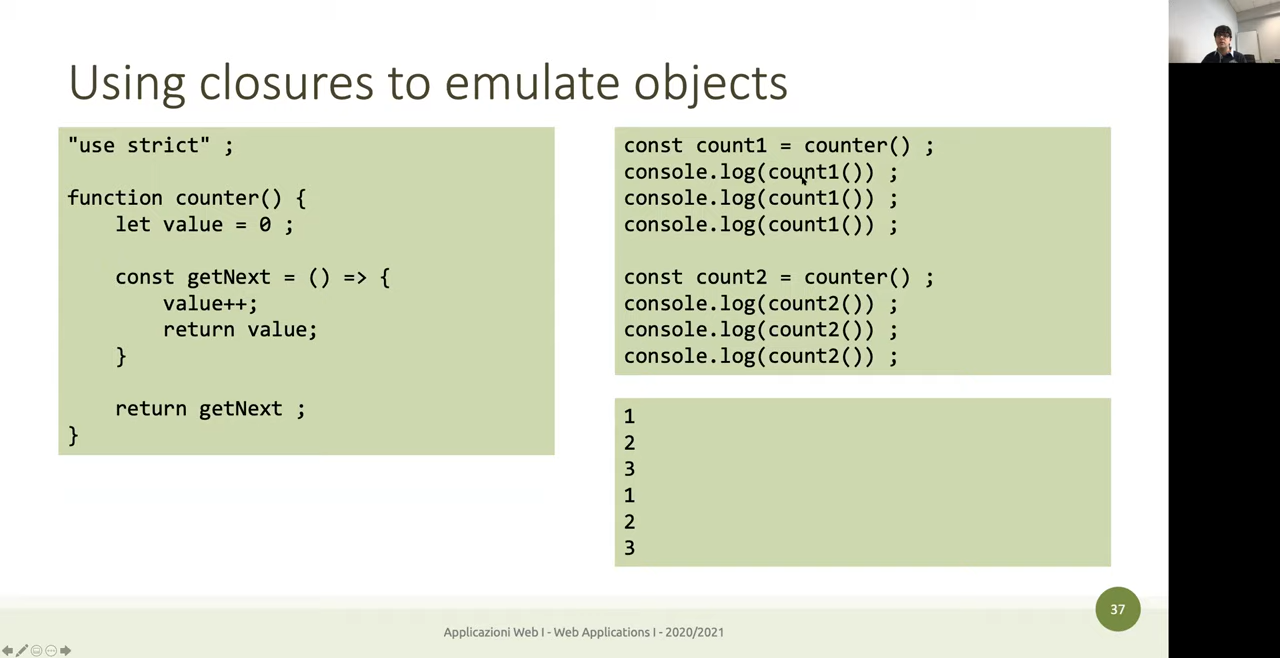 Using closures to emulate objects
"use strict" ;
function counter() {
let value = 0 ;
const getNext = () => {
value++;
return value;
}
return getNext ;
}
const count1 = counter() ;
console.log(count1()) ;
console.log(count1()) ;
console.log(count1()) ;
const count2 = counter() ;
console.log(count2()) ;
console.log(count2()) ;
console.log(count2()) ;
1
2
3
1
2
3
37
Applicazioni Web I - Web Applications I - 2020/2021